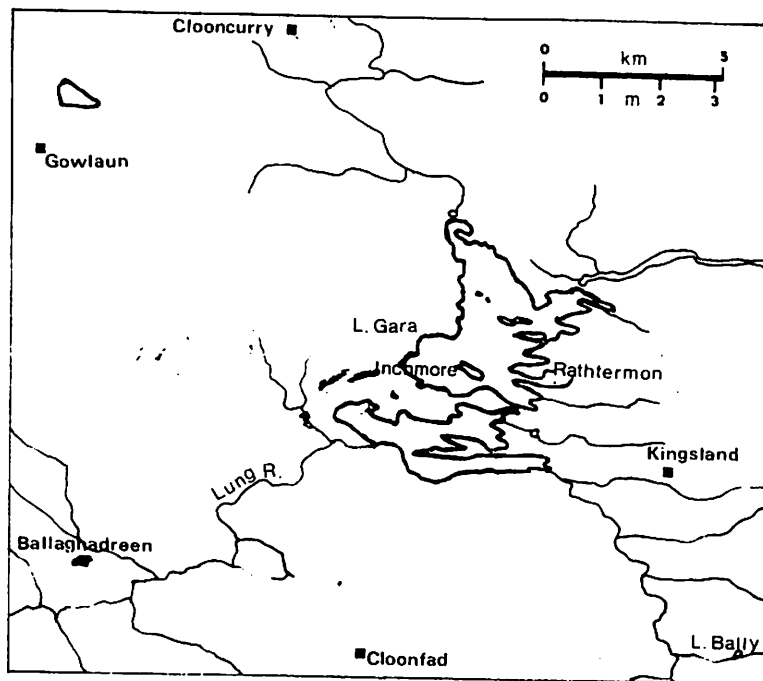 Clooncurry
0 5
km
0 1 2 3
m
Gowlaun
L. Gara
Inchmore
Rathtermon
Kingsland
Lung R.
Ballaghadreen
L. Bally
Cloonfad